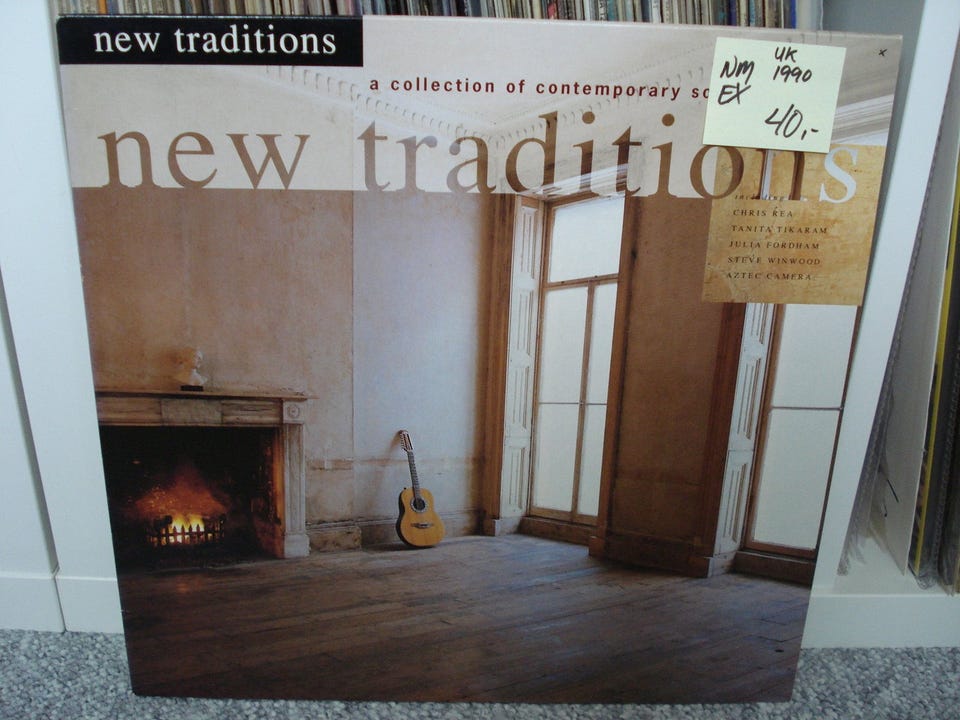 new traditions
a collection of contemporary so
UK
NM 1990
EX
40,-
new traditions
including
CHRIS REA
TANITA TIKARAM
JULIA FORDHAM
STEVE WINWOOD
AZTEC CAMERA